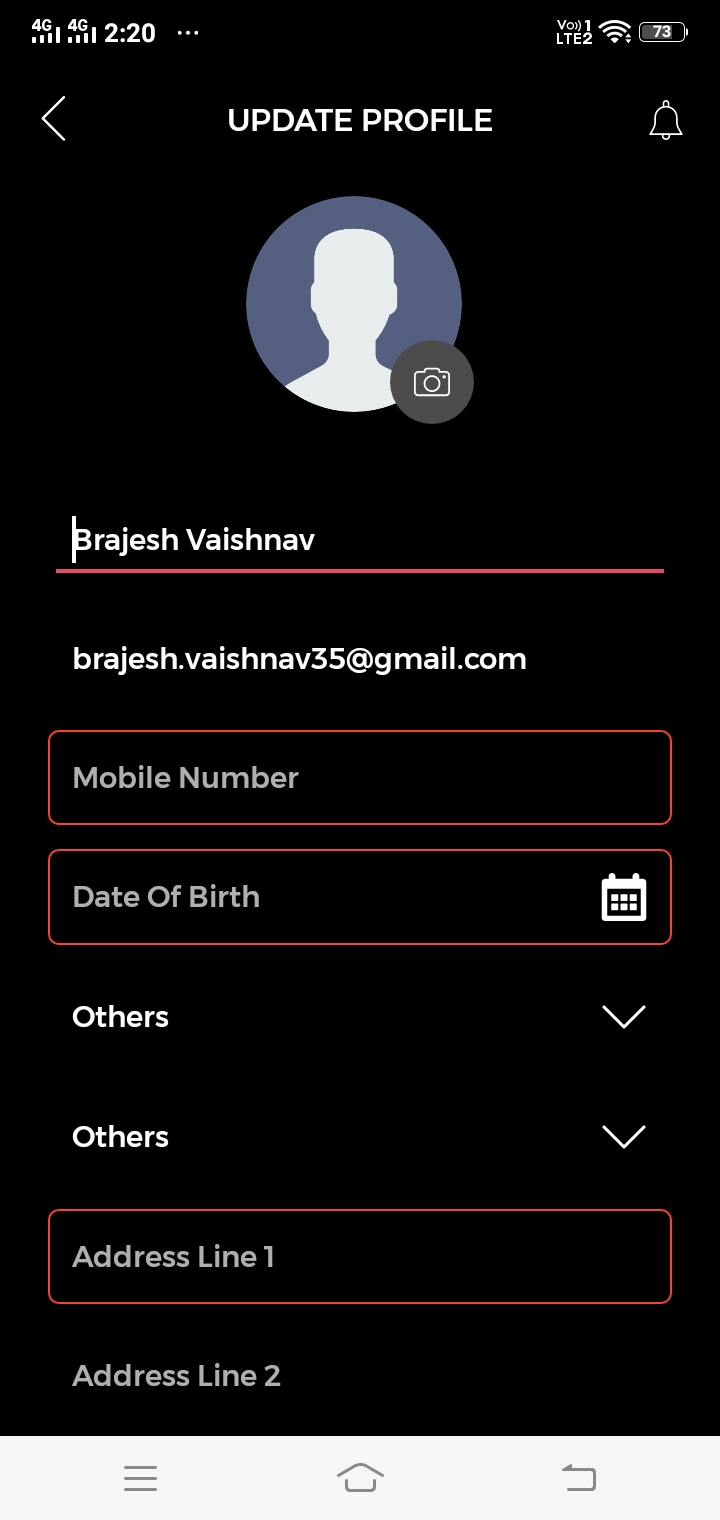 4G 4G 2:20 ... Vo)) 1 LTE2 73
UPDATE PROFILE
Brajesh Vaishnav
brajesh.vaishnav35@gmail.com
Mobile Number
Date Of Birth
Others
Others
Address Line 1
Address Line 2